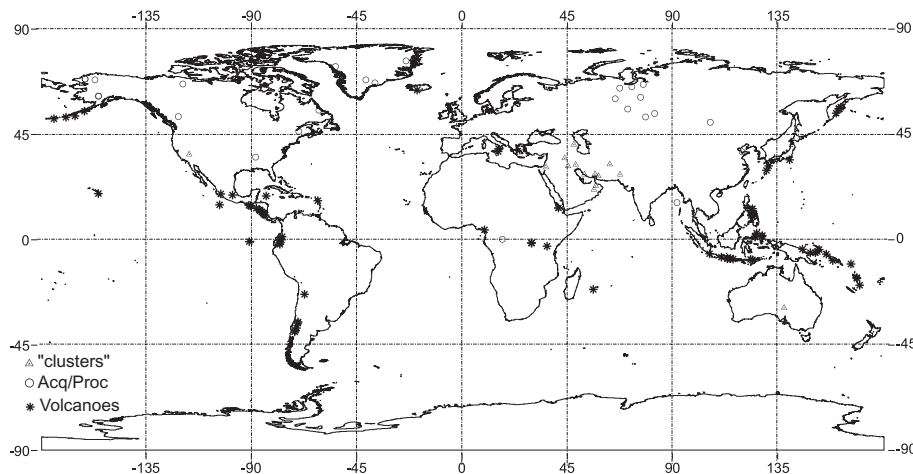 -135 -90 -45 0 45 90 135
90 90
45 45
0 0
-45 -45
△ "clusters"
○ Acq/Proc
✱ Volcanoes
-90 -90
-135 -90 -45 0 45 90 135